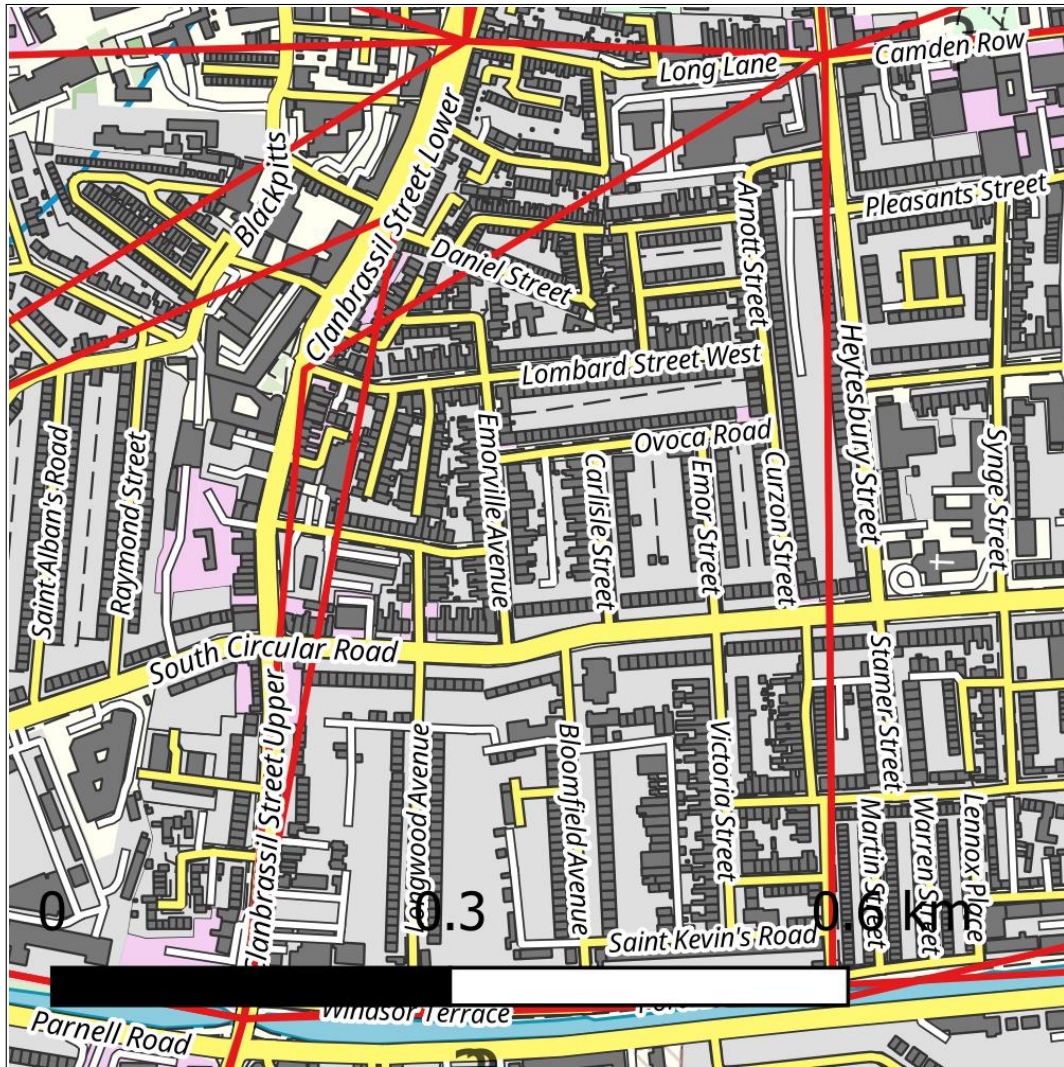 Long Lane
Camden Row
Clanbrassil Street Lower
Blackpitts
Arnott Street
Pleasants Street
Daniel Street
Heytesbury Street
Lombard Street West
Emorville Avenue
Ovoca Road
Saint Alban's Road
Raymond Street
Carlisle Street
Emor Street
Curzon Street
Synge Street
South Circular Road
Clanbrassil Street Upper
Longwood Avenue
Bloomfield Avenue
Victoria Street
Stamer Street
Martin Street
Warren Street
Lennox Place
0
0.3
0.6 km
Saint Kevin's Road
Windsor Terrace
Parnell Road